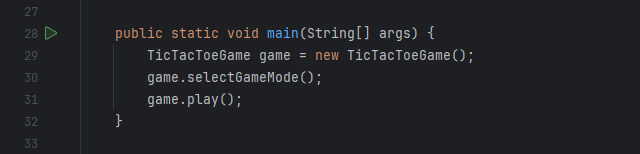 27
28 public static void main(String[] args) {
29 TicTacToeGame game = new TicTacToeGame();
30 game.selectGameMode();
31 game.play();
32 }
33